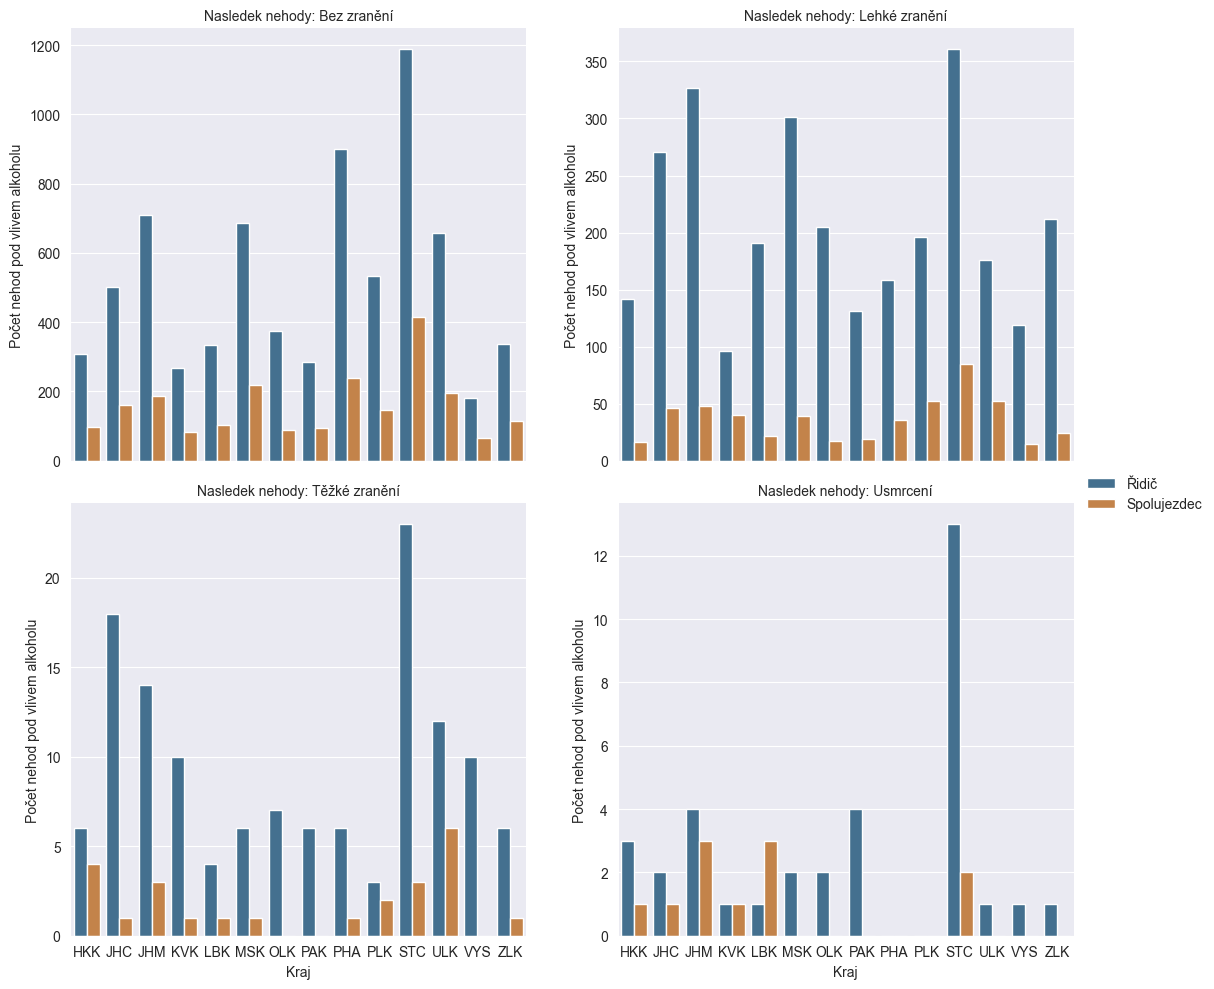 Nasledek nehody: Bez zranění
1200
1000
800
600
400
200
0
Počet nehod pod vlivem alkoholu
Nasledek nehody: Lehké zranění
350
300
250
200
150
100
50
0
Počet nehod pod vlivem alkoholu
Řidič
Spolujezdec
Nasledek nehody: Těžké zranění
20
15
10
5
0
Počet nehod pod vlivem alkoholu
HKK JHC JHM KVK LBK MSK OLK PAK PHA PLK STC ULK VYS ZLK
Kraj
Nasledek nehody: Usmrcení
12
10
8
6
4
2
0
Počet nehod pod vlivem alkoholu
HKK JHC JHM KVK LBK MSK OLK PAK PHA PLK STC ULK VYS ZLK
Kraj